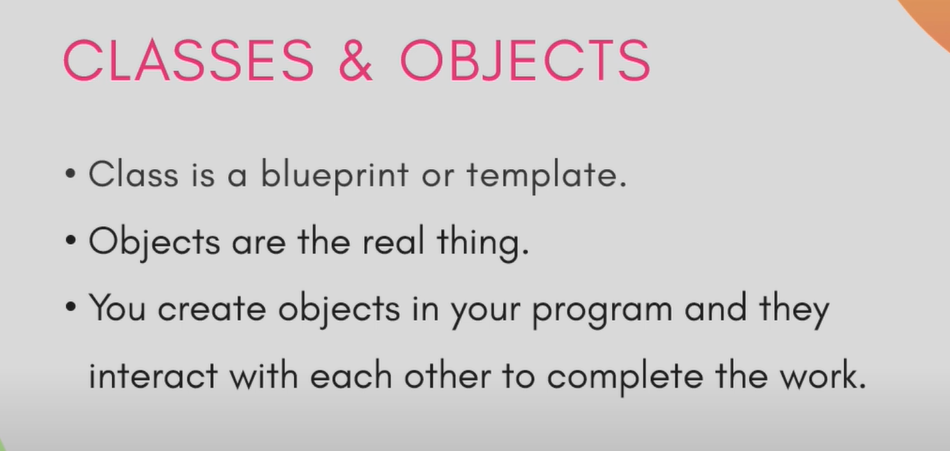 CLASSES & OBJECTS
• Class is a blueprint or template.
• Objects are the real thing.
• You create objects in your program and they
interact with each other to complete the work.